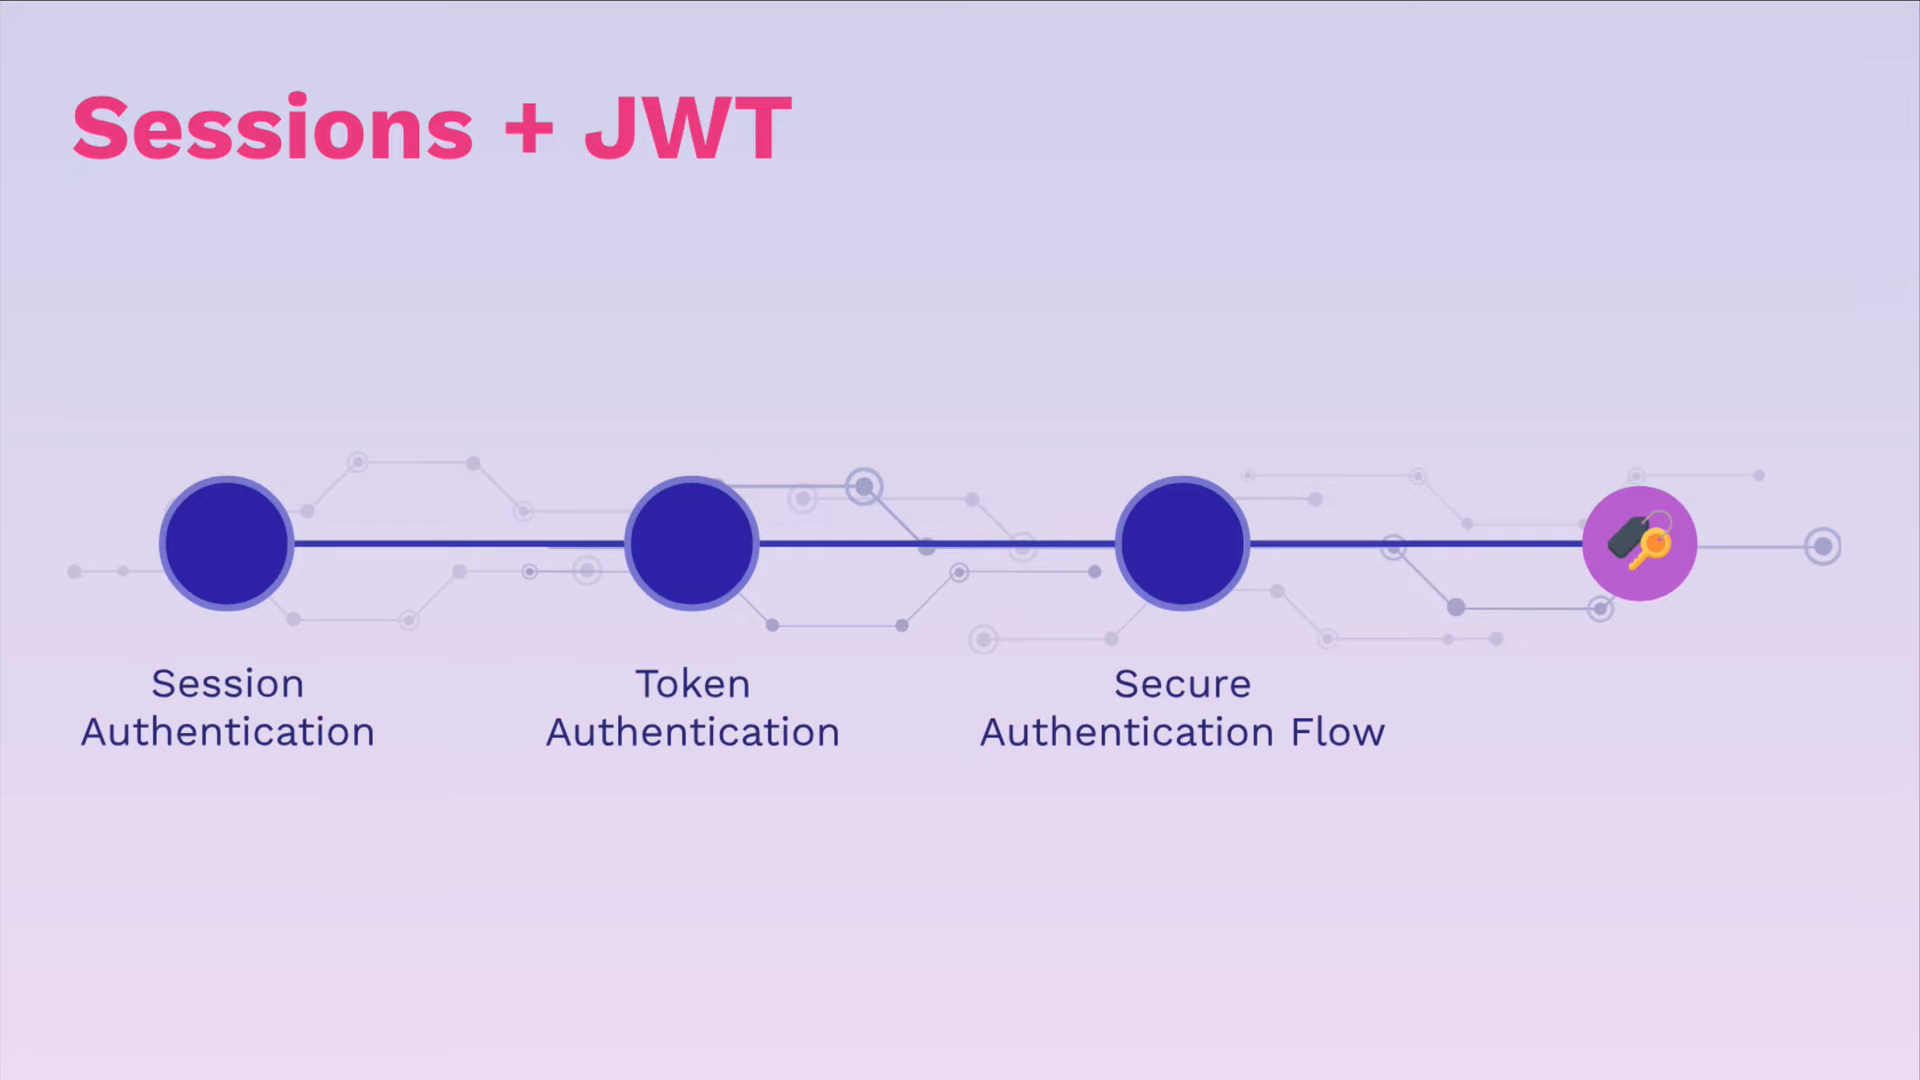 Sessions + JWT
Session
Authentication
Token
Authentication
Secure
Authentication Flow